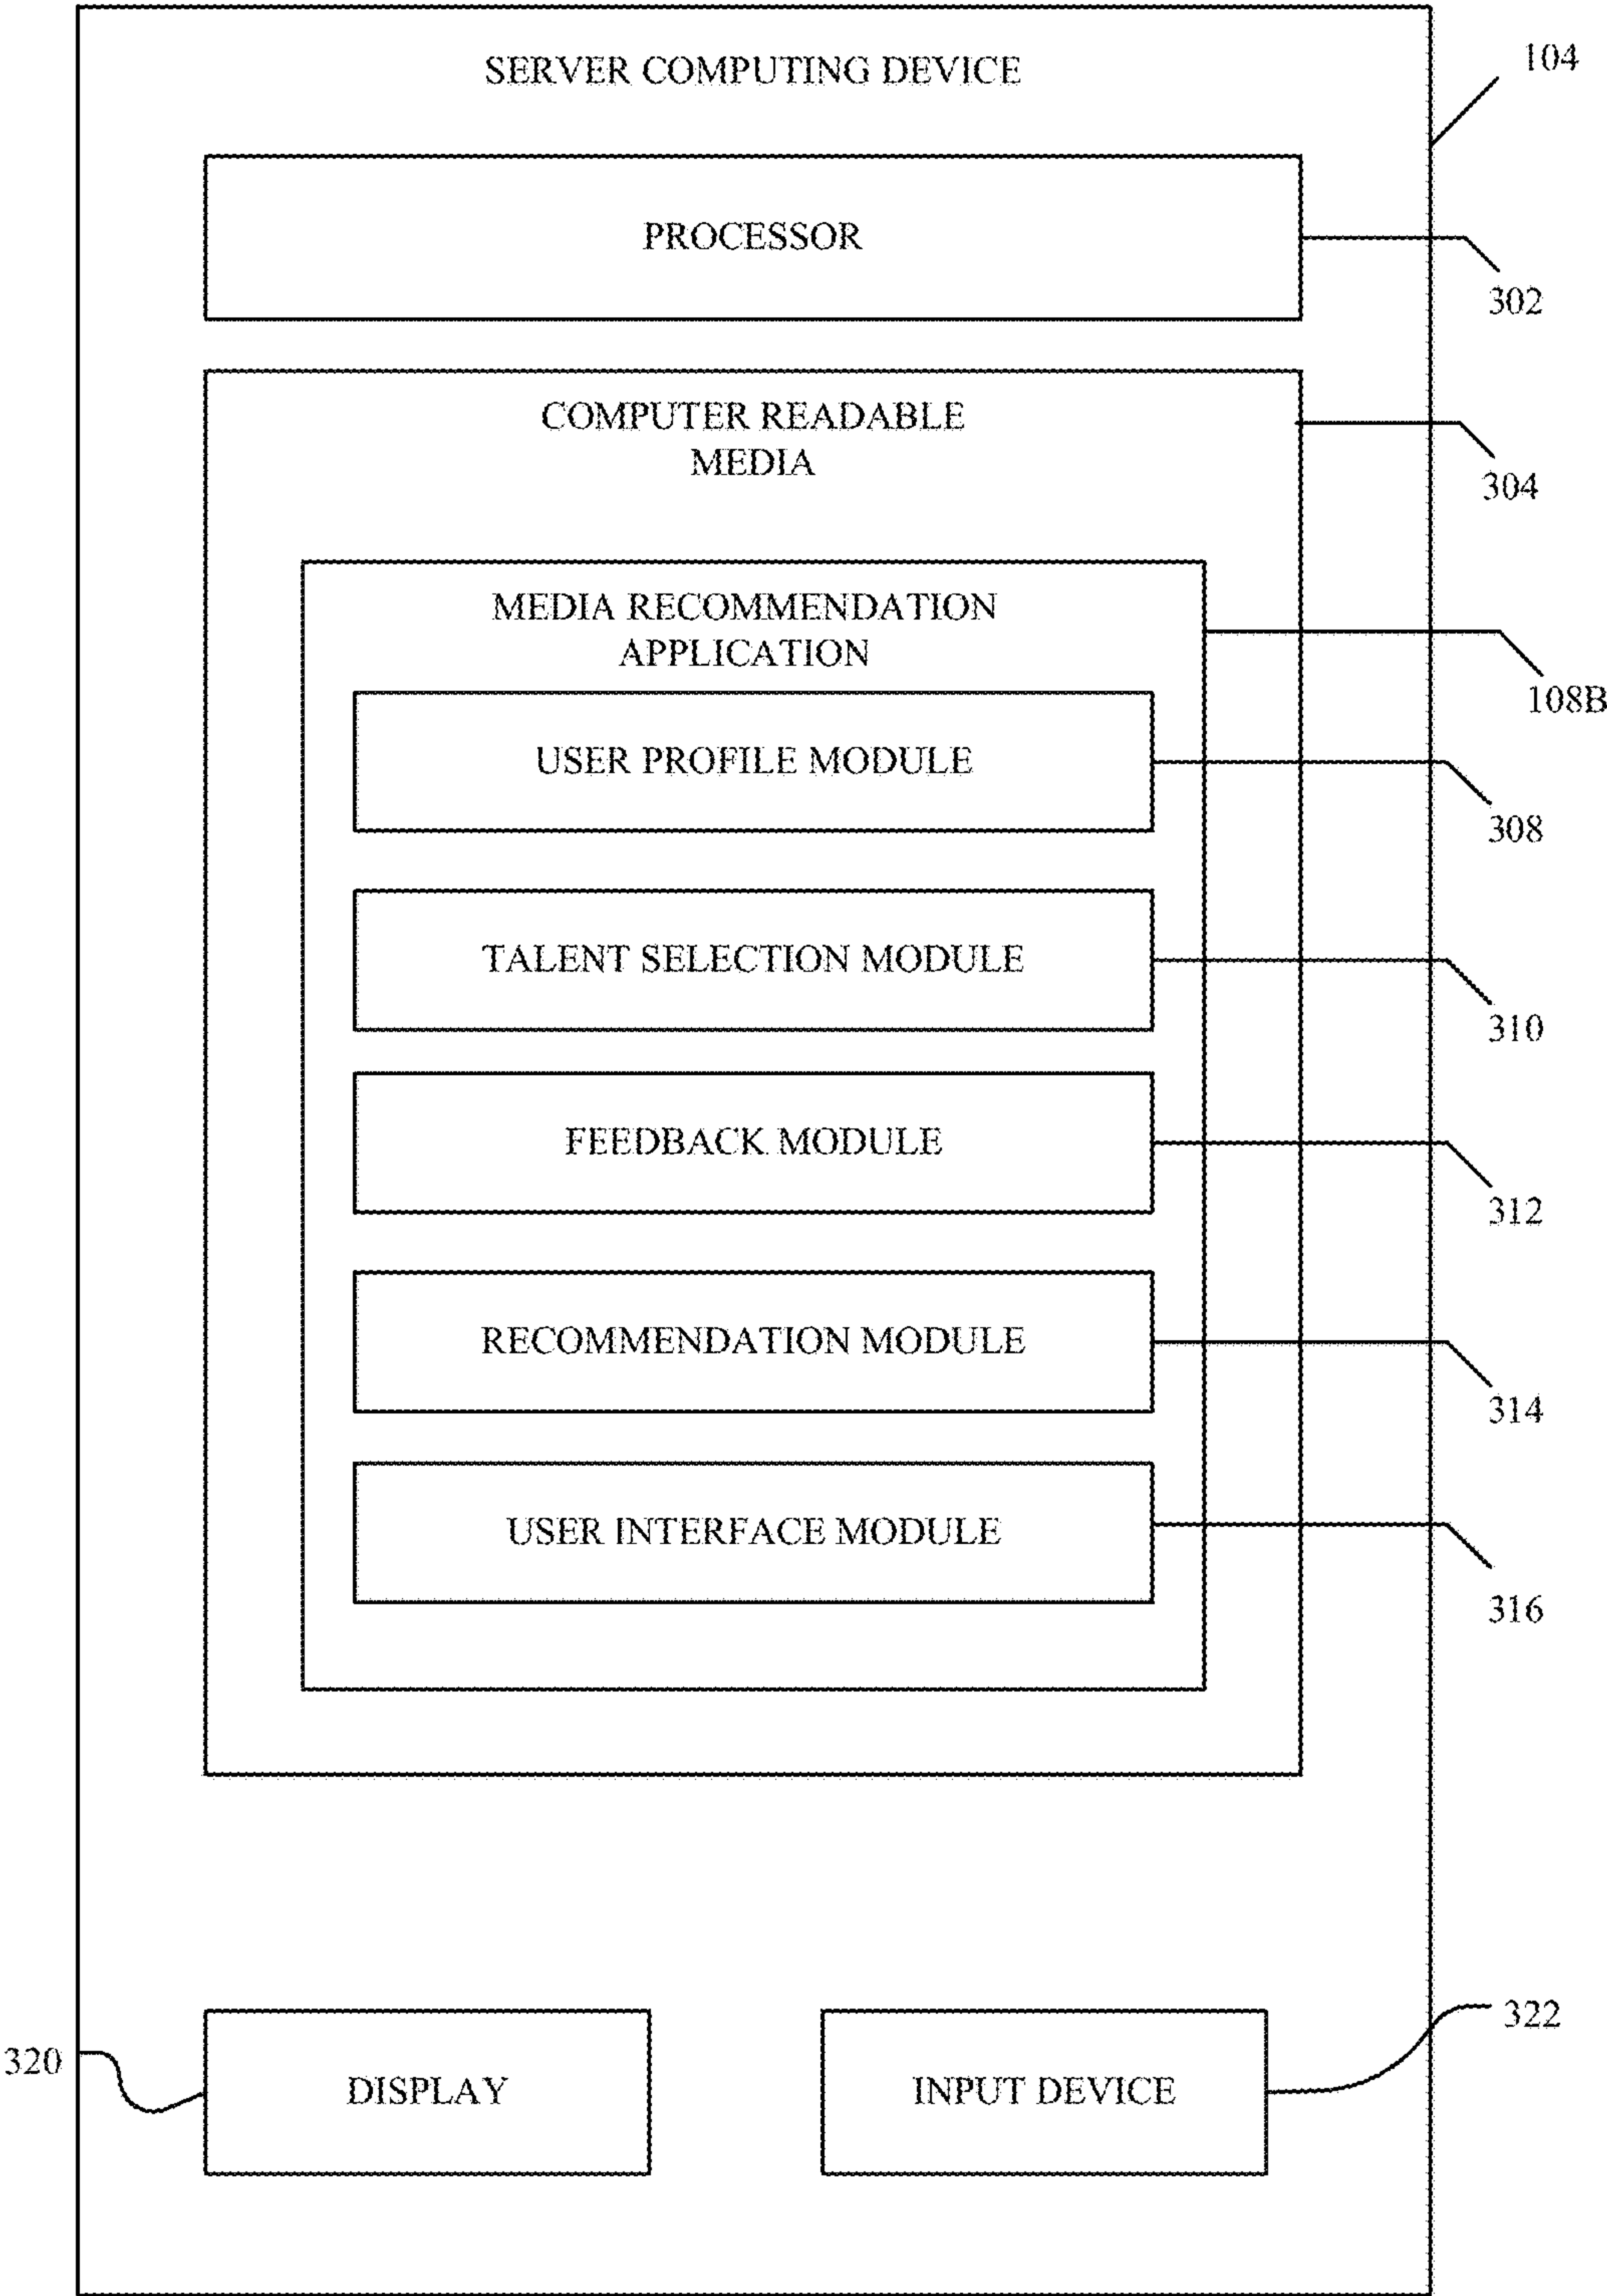 SERVER COMPUTING DEVICE
104
PROCESSOR
302
COMPUTER READABLE
MEDIA
304
MEDIA RECOMMENDATION
APPLICATION
108B
USER PROFILE MODULE
308
TALENT SELECTION MODULE
310
FEEDBACK MODULE
312
RECOMMENDATION MODULE
314
USER INTERFACE MODULE
316
320
DISPLAY
INPUT DEVICE
322